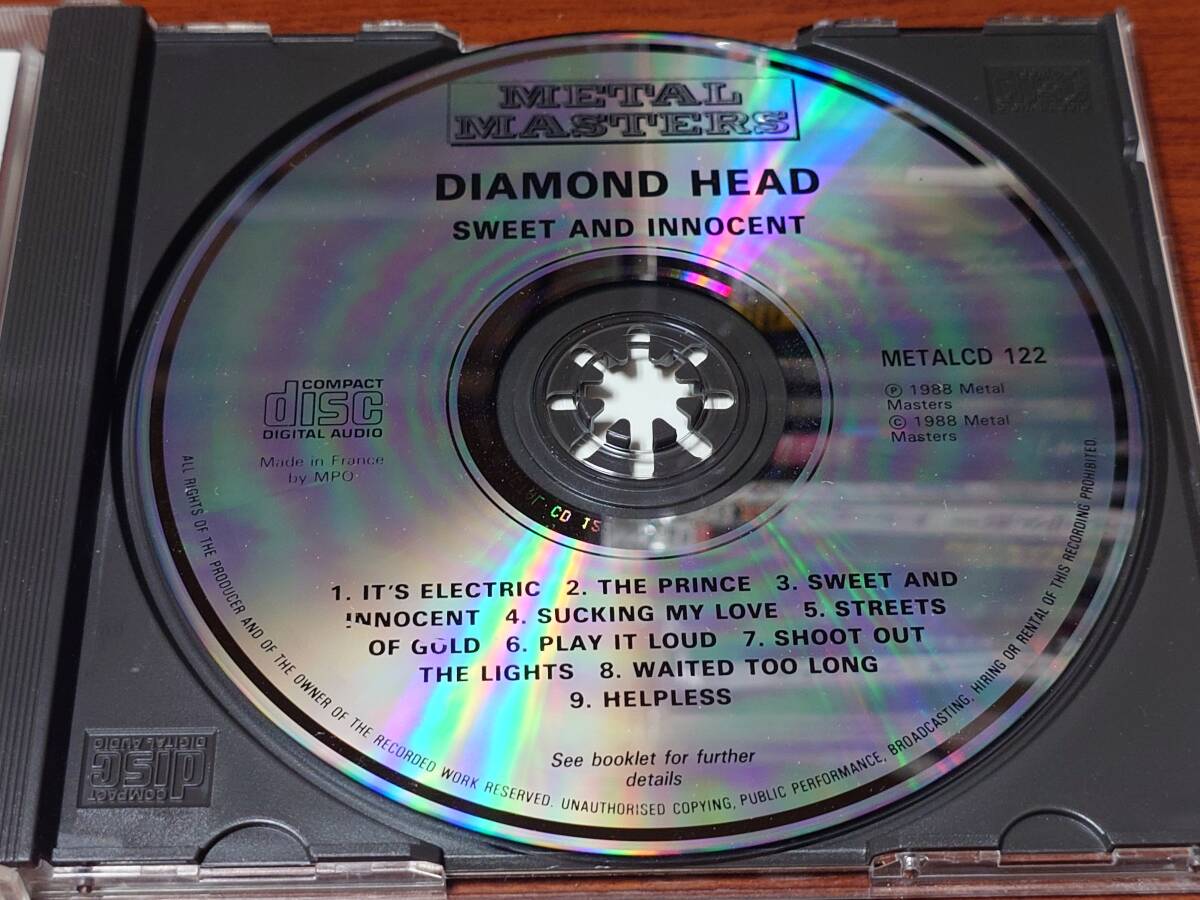 METAL
MASTERS
DIAMOND HEAD
SWEET AND INNOCENT
METALCD 122
Ⓟ 1988 Metal
Masters
© 1988 Metal
Masters
COMPACT
disc
DIGITAL AUDIO
Made in France
by MPO
CD 15
1. IT'S ELECTRIC 2. THE PRINCE 3. SWEET AND
INNOCENT 4. SUCKING MY LOVE 5. STREETS
OF GOLD 6. PLAY IT LOUD 7. SHOOT OUT
THE LIGHTS 8. WAITED TOO LONG
9. HELPLESS
See booklet for further
details
ALL RIGHTS OF THE PRODUCER AND OF THE OWNER OF THE RECORDED WORK RESERVED. UNAUTHORISED COPYING, PUBLIC PERFORMANCE, BROADCASTING, HIRING OR RENTAL OF THIS RECORDING PROHIBITED
COMPACT
disc
DIGITAL AUDIO